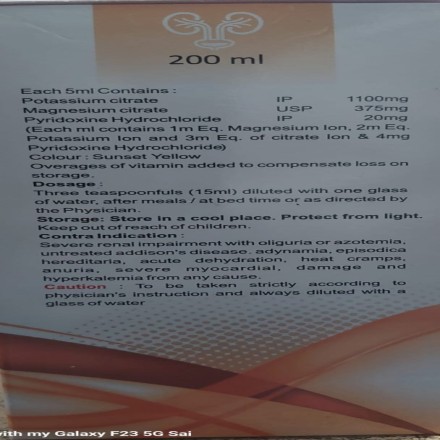 200 ml
Each 5ml Contains :
Potassium citrate IP 1100mg
Magnesium citrate USP 375mg
Pyridoxine Hydrochloride IP 20mg
(Each ml contains 1m Eq. Magnesium Ion, 2m Eq.
Potassium Ion and 3m Eq. of citrate Ion & 4mg
Pyridoxine Hydrochloride)
Colour : Sunset Yellow
Overages of vitamin added to compensate loss on
storage.
Dosage :
Three teaspoonfuls (15ml) diluted with one glass
of water, after meals / at bed time or as directed by
the Physician.
Storage: Store in a cool place. Protect from light.
Keep out of reach of children.
Contra Indication :
Severe renal impairment with oliguria or azotemia,
untreated addison's disease. adynamia, episodica
hereditaria, acute dehydration, heat cramps,
anuria, severe myocardial, damage and
hyperkalemia from any cause.
Caution : To be taken strictly according to
physician's instruction and always diluted with a
glass of water
with my Galaxy F23 5G Sai